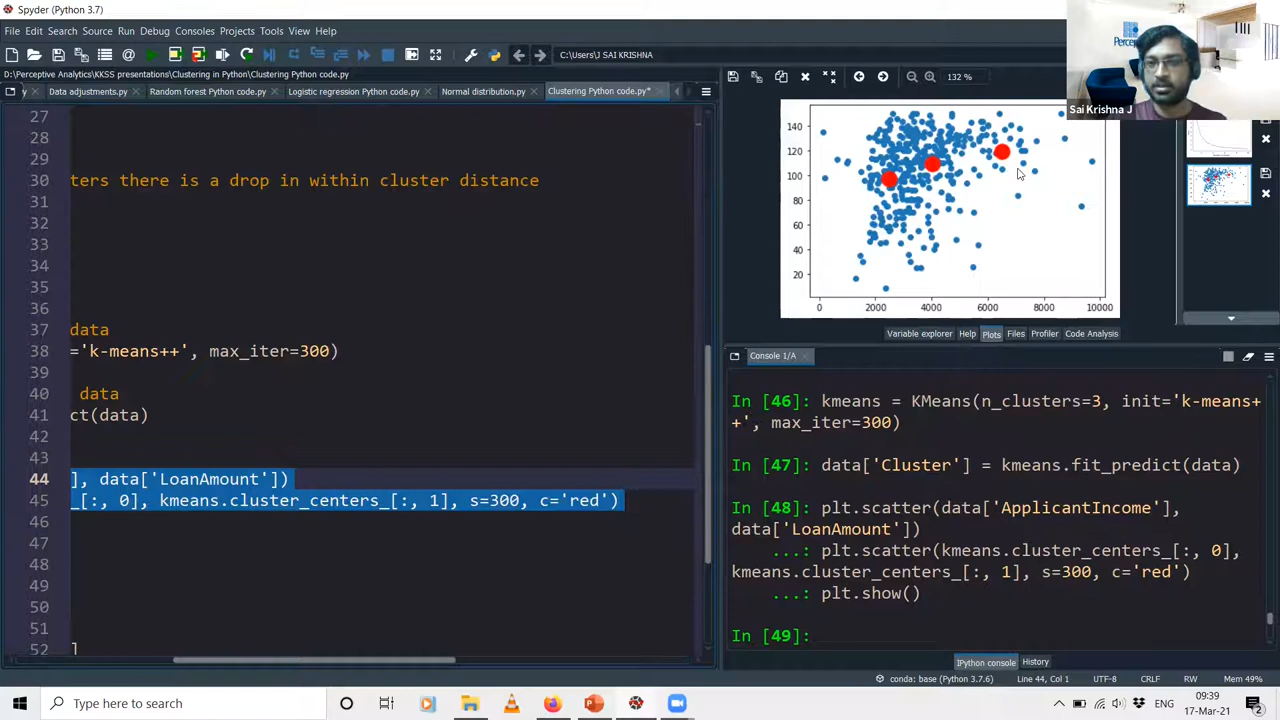 Spyder (Python 3.7)
File Edit Search Source Run Debug Consoles Projects Tools View Help
C:\Users\J SAI KRISHNA
D:\Perceptive Analytics\KKSS presentations\Clustering in Python\Clustering Python code.py
Data adjustments.py Random forest Python code.py Logistic regression Python code.py Normal distribution.py Clustering Python code.py*
132 %
Sai Krishna J
27
28
29
30 ters there is a drop in within cluster distance
31
32
33
34
35
36
37 data
38 ='k-means++', max_iter=300)
39
40 data
41 ct(data)
42
43
44 ], data['LoanAmount'])
45 _[:, 0], kmeans.cluster_centers_[:, 1], s=300, c='red')
46
47
48
49
50
51
52 ]
140
120
100
80
60
40
20
0 2000 4000 6000 8000 10000
Variable explorer Help Plots Files Profiler Code Analysis
Console 1/A
In [46]: kmeans = KMeans(n_clusters=3, init='k-means+
+', max_iter=300)
In [47]: data['Cluster'] = kmeans.fit_predict(data)
In [48]: plt.scatter(data['ApplicantIncome'],
data['LoanAmount'])
...: plt.scatter(kmeans.cluster_centers_[:, 0],
kmeans.cluster_centers_[:, 1], s=300, c='red')
...: plt.show()
In [49]:
IPython console History
conda: base (Python 3.7.6) Line 44, Col 1 UTF-8 CRLF RW Mem 49%
Type here to search
ENG
09:39
17-Mar-21
2